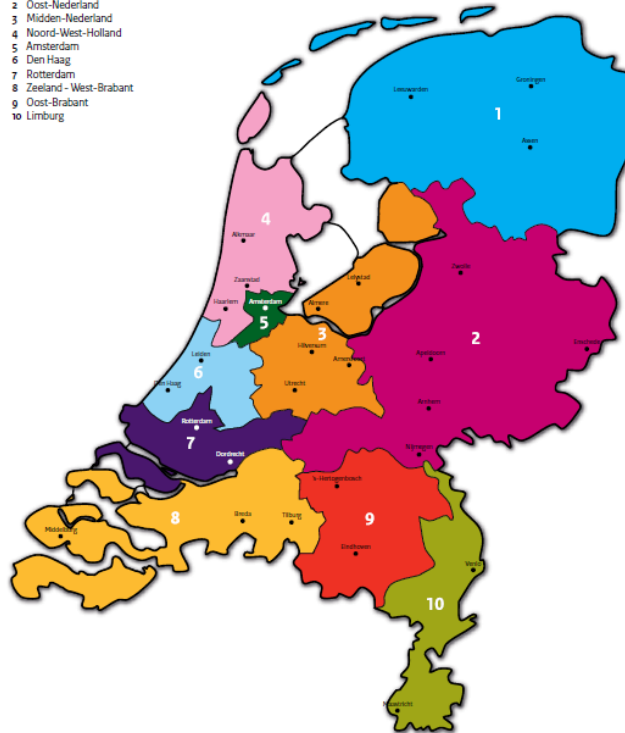 2 Oost-Nederland
3 Midden-Nederland
4 Noord-West-Holland
5 Amsterdam
6 Den Haag
7 Rotterdam
8 Zeeland - West-Brabant
9 Oost-Brabant
10 Limburg
Groningen
Leeuwarden
1
Assen
4
Alkmaar
Zwolle
Lelystad
Zaanstad
Amsterdam
Haarlem
Almere
5
3
2
Hilversum
Enschede
Leiden
Apeldoorn
Amersfoort
6
Den Haag
Utrecht
Arnhem
Rotterdam
7
Dordrecht
Nijmegen
's-Hertogenbosch
8
Breda
Tilburg
9
Middelburg
Eindhoven
Venlo
10
Maastricht